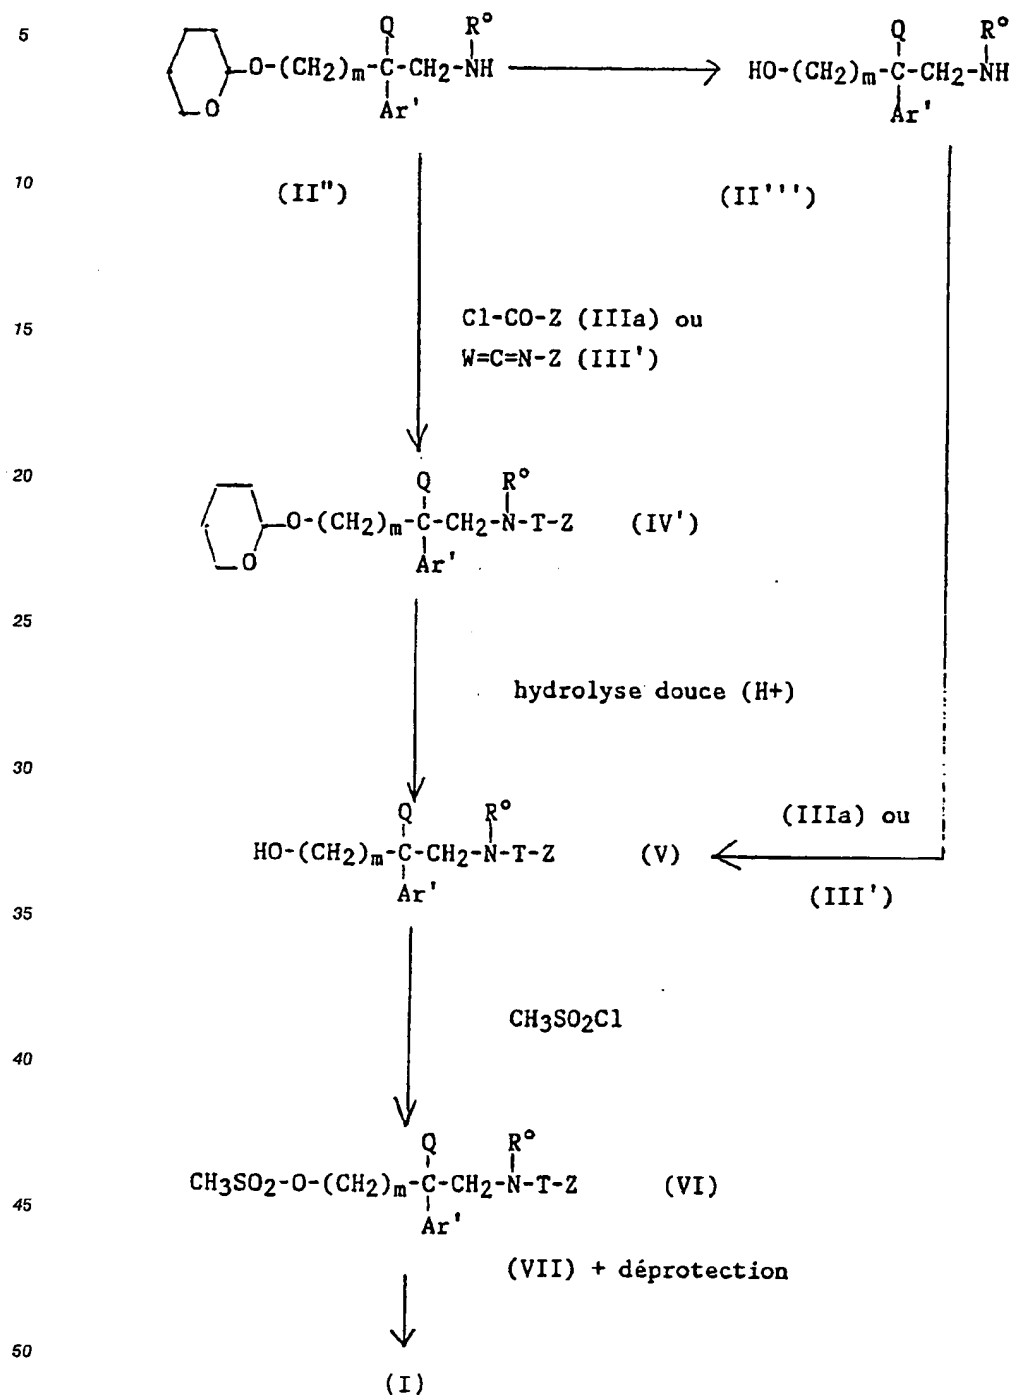 5
Q R°
O-(CH2)m-C-CH2-NH HO-(CH2)m-C-CH2-NH
O Ar' Ar'
Q R°
10
(II") (II''')
15
Cl-CO-Z (IIIa) ou
W=C=N-Z (III')
20
Q R°
O-(CH2)m-C-CH2-N-T-Z (IV')
O Ar'
25
hydrolyse douce (H+)
30
Q R°
(IIIa) ou
HO-(CH2)m-C-CH2-N-T-Z (V)
Ar'
(III')
35
CH3SO2Cl
40
Q R°
CH3SO2-O-(CH2)m-C-CH2-N-T-Z (VI)
45
Ar'
(VII) + déprotection
50
(I)